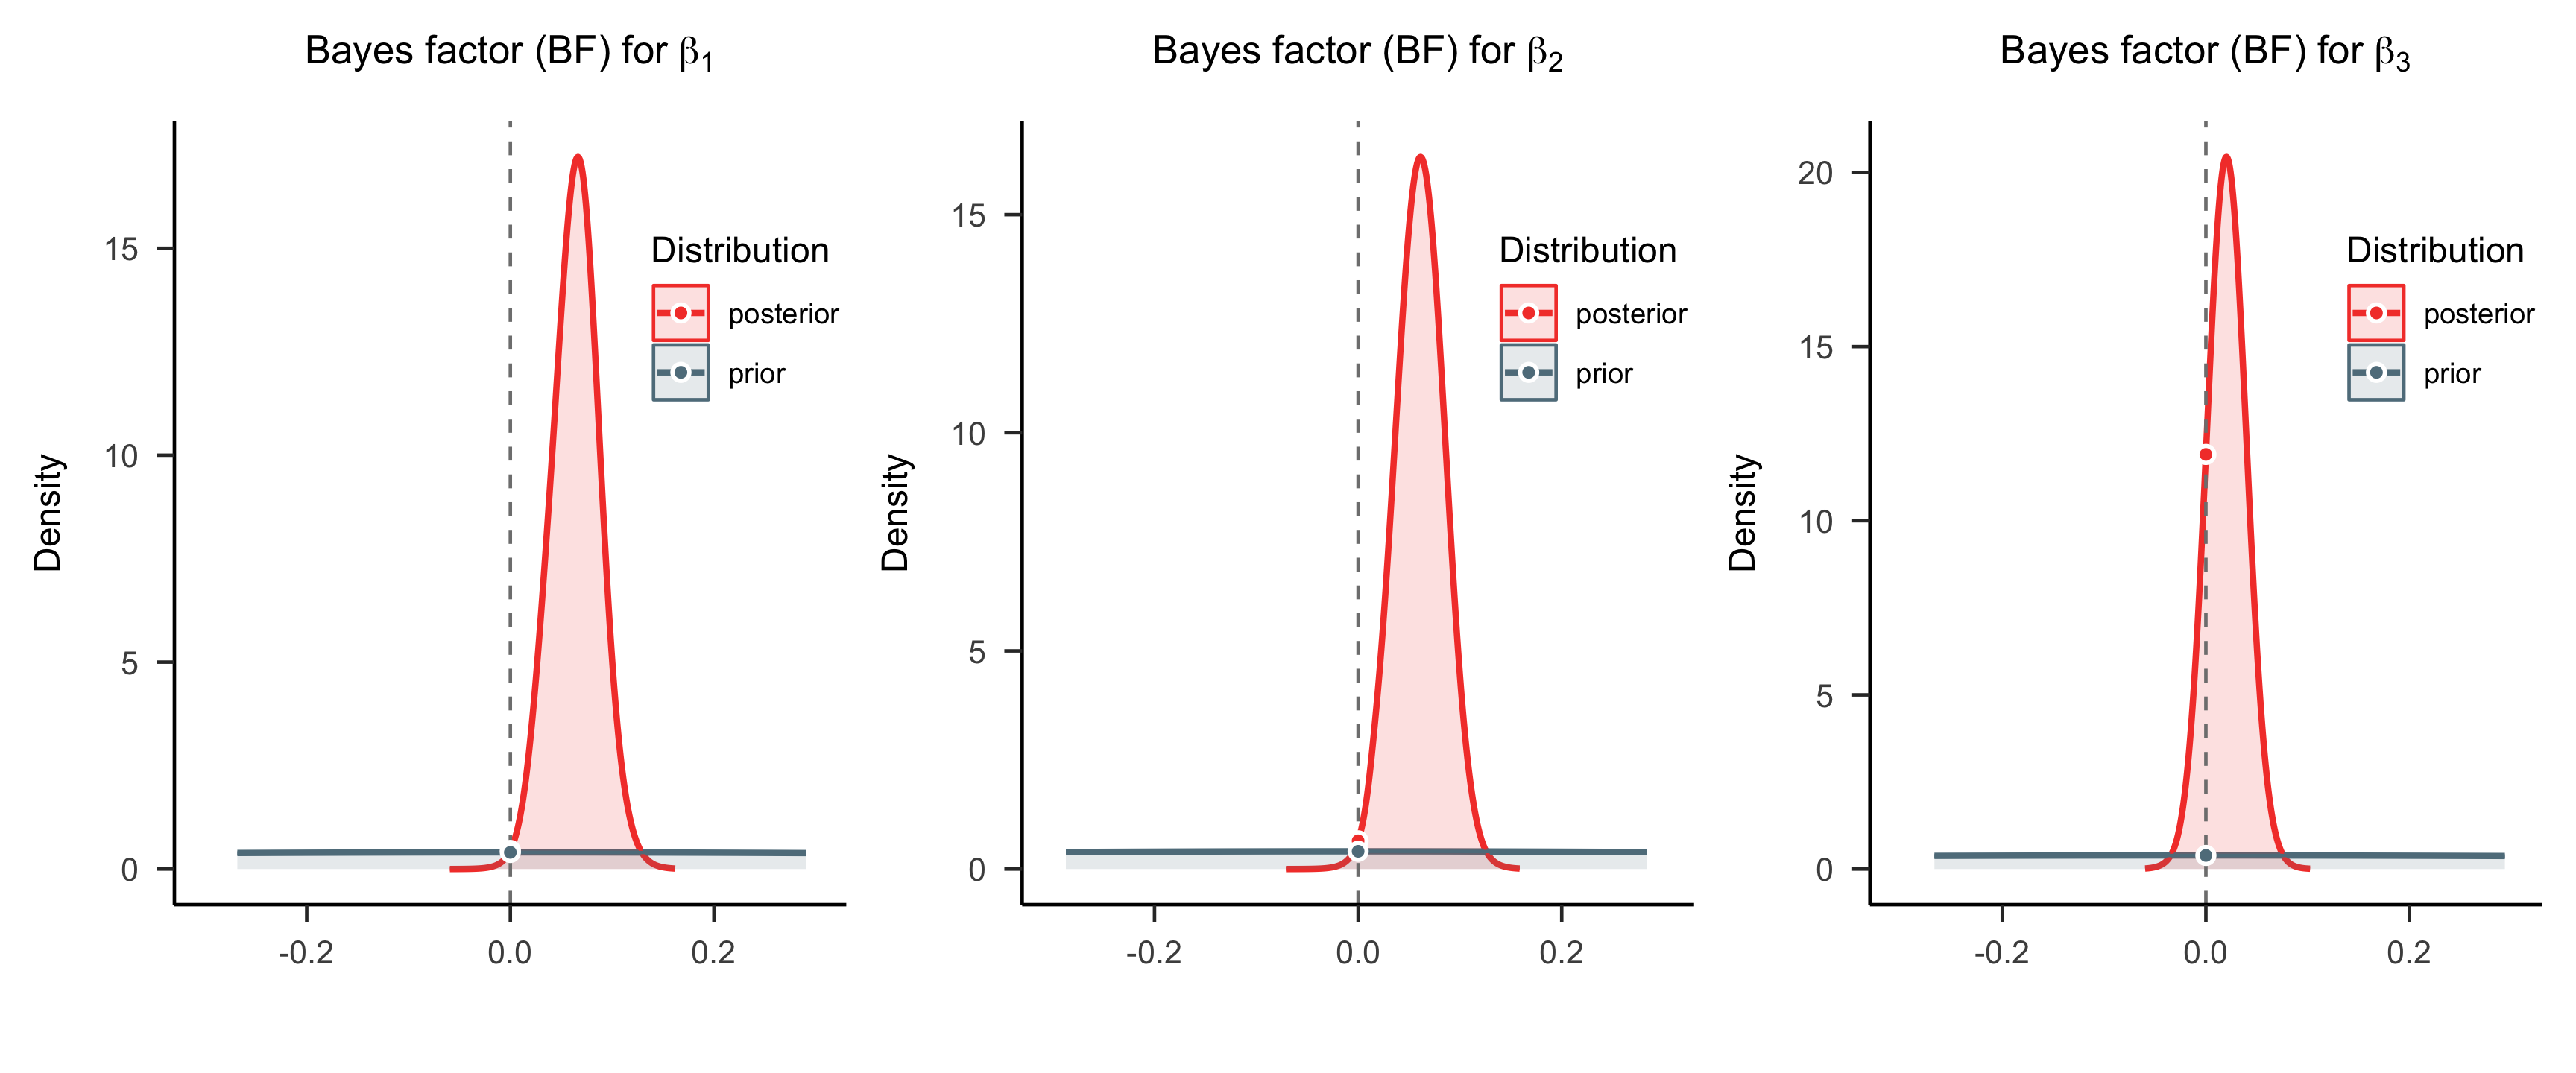 Bayes factor (BF) for β1
Density
15
10
5
0
-0.2 0.0 0.2
Distribution
posterior
prior
Bayes factor (BF) for β2
Density
15
10
5
0
-0.2 0.0 0.2
Distribution
posterior
prior
Bayes factor (BF) for β3
Density
20
15
10
5
0
-0.2 0.0 0.2
Distribution
posterior
prior